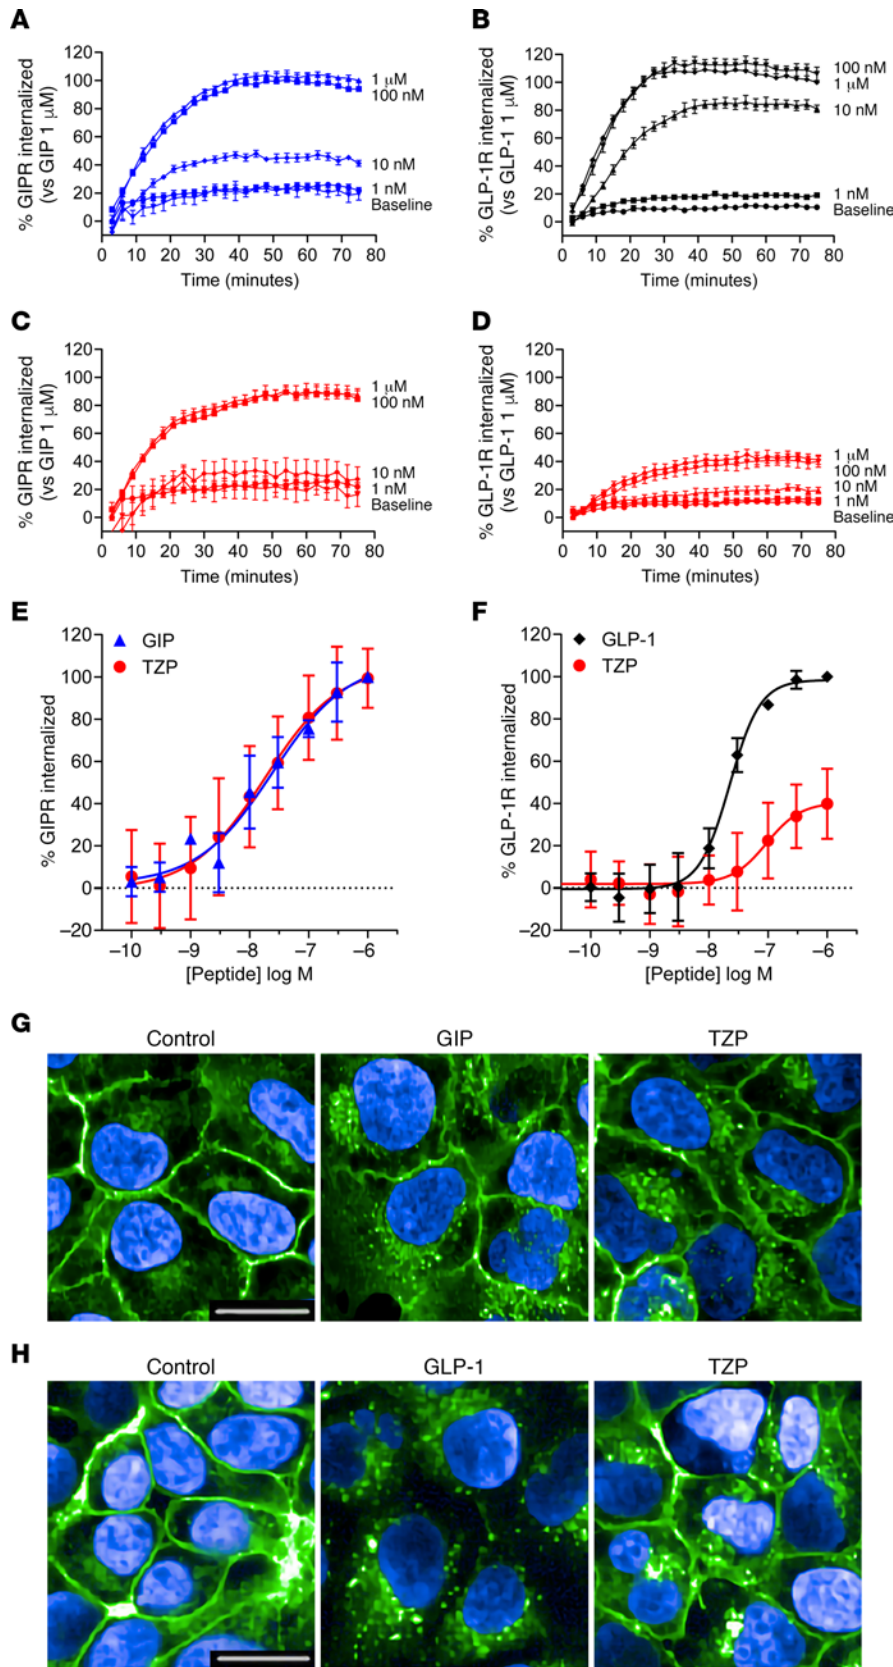 A
% GIPR internalized
(vs GIP 1 μM)
120
100
80
60
40
20
0
1 μM
100 nM
10 nM
1 nM
Baseline
0 10 20 30 40 50 60 70 80
Time (minutes)
B
% GLP-1R internalized
(vs GLP-1 1 μM)
120
100
80
60
40
20
0
100 nM
1 μM
10 nM
1 nM
Baseline
0 10 20 30 40 50 60 70 80
Time (minutes)
C
% GIPR internalized
(vs GIP 1 μM)
120
100
80
60
40
20
0
1 μM
100 nM
10 nM
1 nM
Baseline
0 10 20 30 40 50 60 70 80
Time (minutes)
D
% GLP-1R internalized
(vs GLP-1 1 μM)
120
100
80
60
40
20
0
1 μM
100 nM
10 nM
1 nM
Baseline
0 10 20 30 40 50 60 70 80
Time (minutes)
E
% GIPR internalized
120
100
80
60
40
20
0
–20
GIP
TZP
–10 –9 –8 –7 –6
[Peptide] log M
F
% GLP-1R internalized
120
100
80
60
40
20
0
–20
GLP-1
TZP
–10 –9 –8 –7 –6
[Peptide] log M
G
Control GIP TZP
H
Control GLP-1 TZP